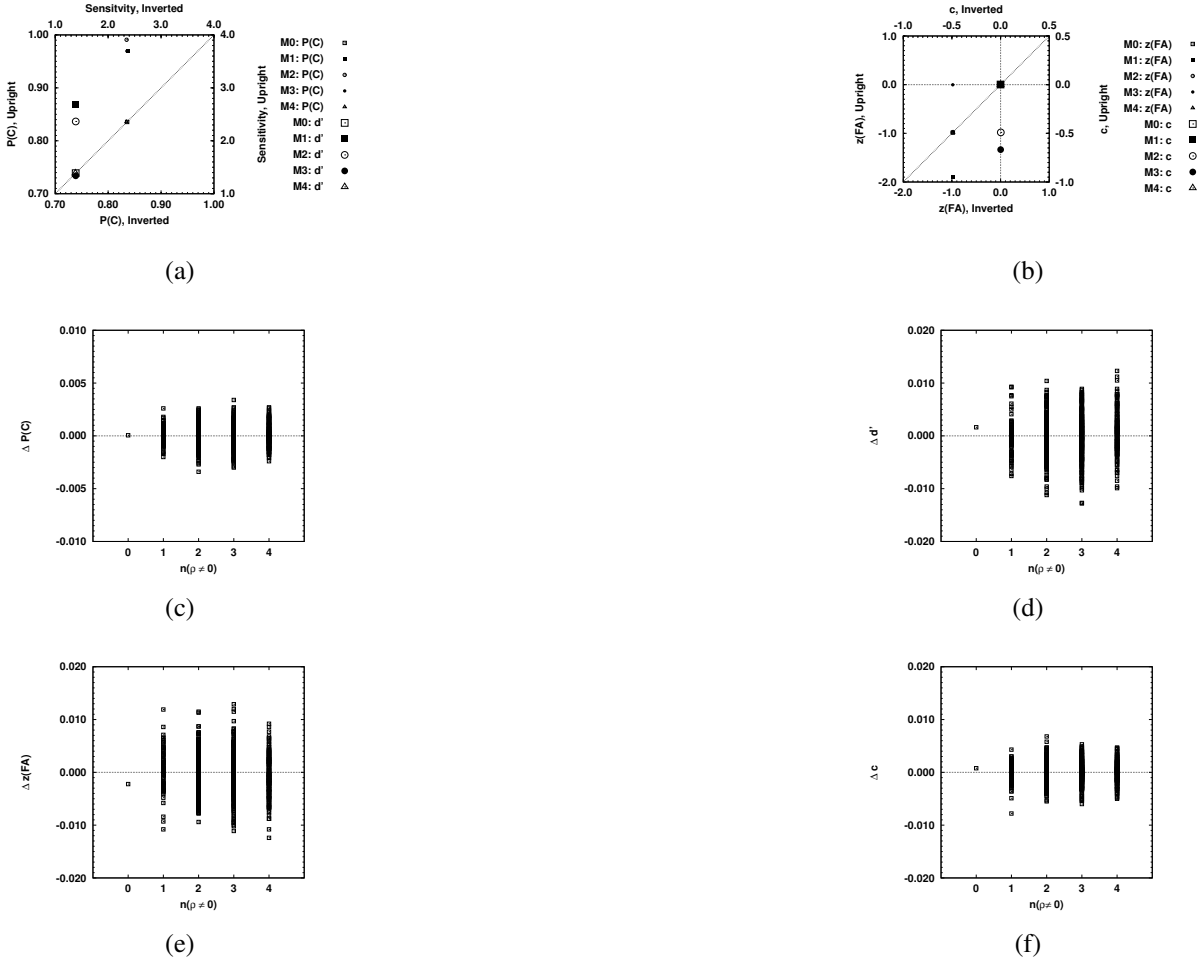 Sensitvity, Inverted
1.0 2.0 3.0 4.0
1.00
0.90
0.80
0.70
4.0
3.0
2.0
1.0
P(C), Upright
Sensitivity, Upright
0.70 0.80 0.90 1.00
P(C), Inverted
M0: P(C)
M1: P(C)
M2: P(C)
M3: P(C)
M4: P(C)
M0: d'
M1: d'
M2: d'
M3: d'
M4: d'
(a)
c, Inverted
-1.0 -0.5 0.0 0.5
1.0
0.0
-1.0
-2.0
0.5
0.0
-0.5
-1.0
z(FA), Upright
c, Upright
-2.0 -1.0 0.0 1.0
z(FA), Inverted
M0: z(FA)
M1: z(FA)
M2: z(FA)
M3: z(FA)
M4: z(FA)
M0: c
M1: c
M2: c
M3: c
M4: c
(b)
0.010
0.005
0.000
-0.005
-0.010
Δ P(C)
0 1 2 3 4
n(ρ ≠ 0)
(c)
0.020
0.010
0.000
-0.010
-0.020
Δ d'
0 1 2 3 4
n(ρ ≠ 0)
(d)
0.020
0.010
0.000
-0.010
-0.020
Δ z(FA)
0 1 2 3 4
n(ρ ≠ 0)
(e)
0.020
0.010
0.000
-0.010
-0.020
Δ c
0 1 2 3 4
n(ρ ≠ 0)
(f)